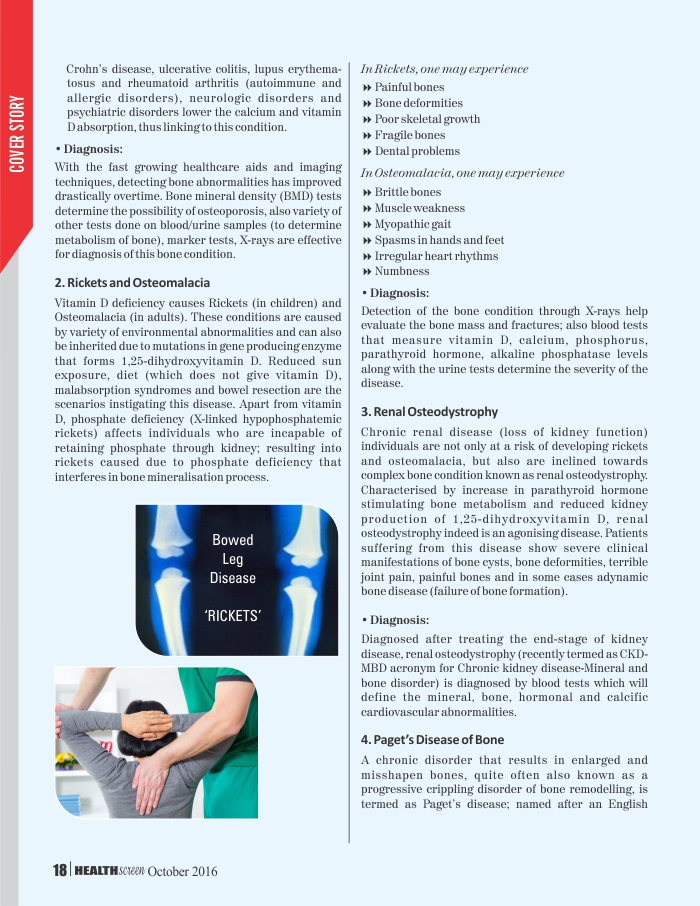 COVER STORY
Crohn's disease, ulcerative colitis, lupus erythema-
tosus and rheumatoid arthritis (autoimmune and
allergic disorders), neurologic disorders and
psychiatric disorders lower the calcium and vitamin
D absorption, thus linking to this condition.
• Diagnosis:
With the fast growing healthcare aids and imaging
techniques, detecting bone abnormalities has improved
drastically overtime. Bone mineral density (BMD) tests
determine the possibility of osteoporosis, also variety of
other tests done on blood/urine samples (to determine
metabolism of bone), marker tests, X-rays are effective
for diagnosis of this bone condition.
2. Rickets and Osteomalacia
Vitamin D deficiency causes Rickets (in children) and
Osteomalacia (in adults). These conditions are caused
by variety of environmental abnormalities and can also
be inherited due to mutations in gene producing enzyme
that forms 1,25-dihydroxyvitamin D. Reduced sun
exposure, diet (which does not give vitamin D),
malabsorption syndromes and bowel resection are the
scenarios instigating this disease. Apart from vitamin
D, phosphate deficiency (X-linked hypophosphatemic
rickets) affects individuals who are incapable of
retaining phosphate through kidney; resulting into
rickets caused due to phosphate deficiency that
interferes in bone mineralisation process.
Bowed
Leg
Disease
'RICKETS'
In Rickets, one may experience
Painful bones
Bone deformities
Poor skeletal growth
Fragile bones
Dental problems
In Osteomalacia, one may experience
Brittle bones
Muscle weakness
Myopathic gait
Spasms in hands and feet
Irregular heart rhythms
Numbness
• Diagnosis:
Detection of the bone condition through X-rays help
evaluate the bone mass and fractures; also blood tests
that measure vitamin D, calcium, phosphorus,
parathyroid hormone, alkaline phosphatase levels
along with the urine tests determine the severity of the
disease.
3. Renal Osteodystrophy
Chronic renal disease (loss of kidney function)
individuals are not only at a risk of developing rickets
and osteomalacia, but also are inclined towards
complex bone condition known as renal osteodystrophy.
Characterised by increase in parathyroid hormone
stimulating bone metabolism and reduced kidney
production of 1,25-dihydroxyvitamin D, renal
osteodystrophy indeed is an agonising disease. Patients
suffering from this disease show severe clinical
manifestations of bone cysts, bone deformities, terrible
joint pain, painful bones and in some cases adynamic
bone disease (failure of bone formation).
• Diagnosis:
Diagnosed after treating the end-stage of kidney
disease, renal osteodystrophy (recently termed as CKD-
MBD acronym for Chronic kidney disease-Mineral and
bone disorder) is diagnosed by blood tests which will
define the mineral, bone, hormonal and calcific
cardiovascular abnormalities.
4. Paget's Disease of Bone
A chronic disorder that results in enlarged and
misshapen bones, quite often also known as a
progressive crippling disorder of bone remodelling, is
termed as Paget's disease; named after an English
18 | HEALTHscreen October 2016